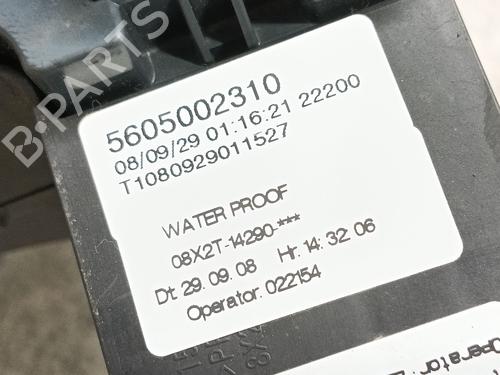 B-PARTS
5605002310
08/09/29 01:16:21 22200
T1080929011527
WATER PROOF
08X2T-14290-***
Dt: 29. 09. 08 Hr. 14: 32: 06
Operator. 022154
Operator: